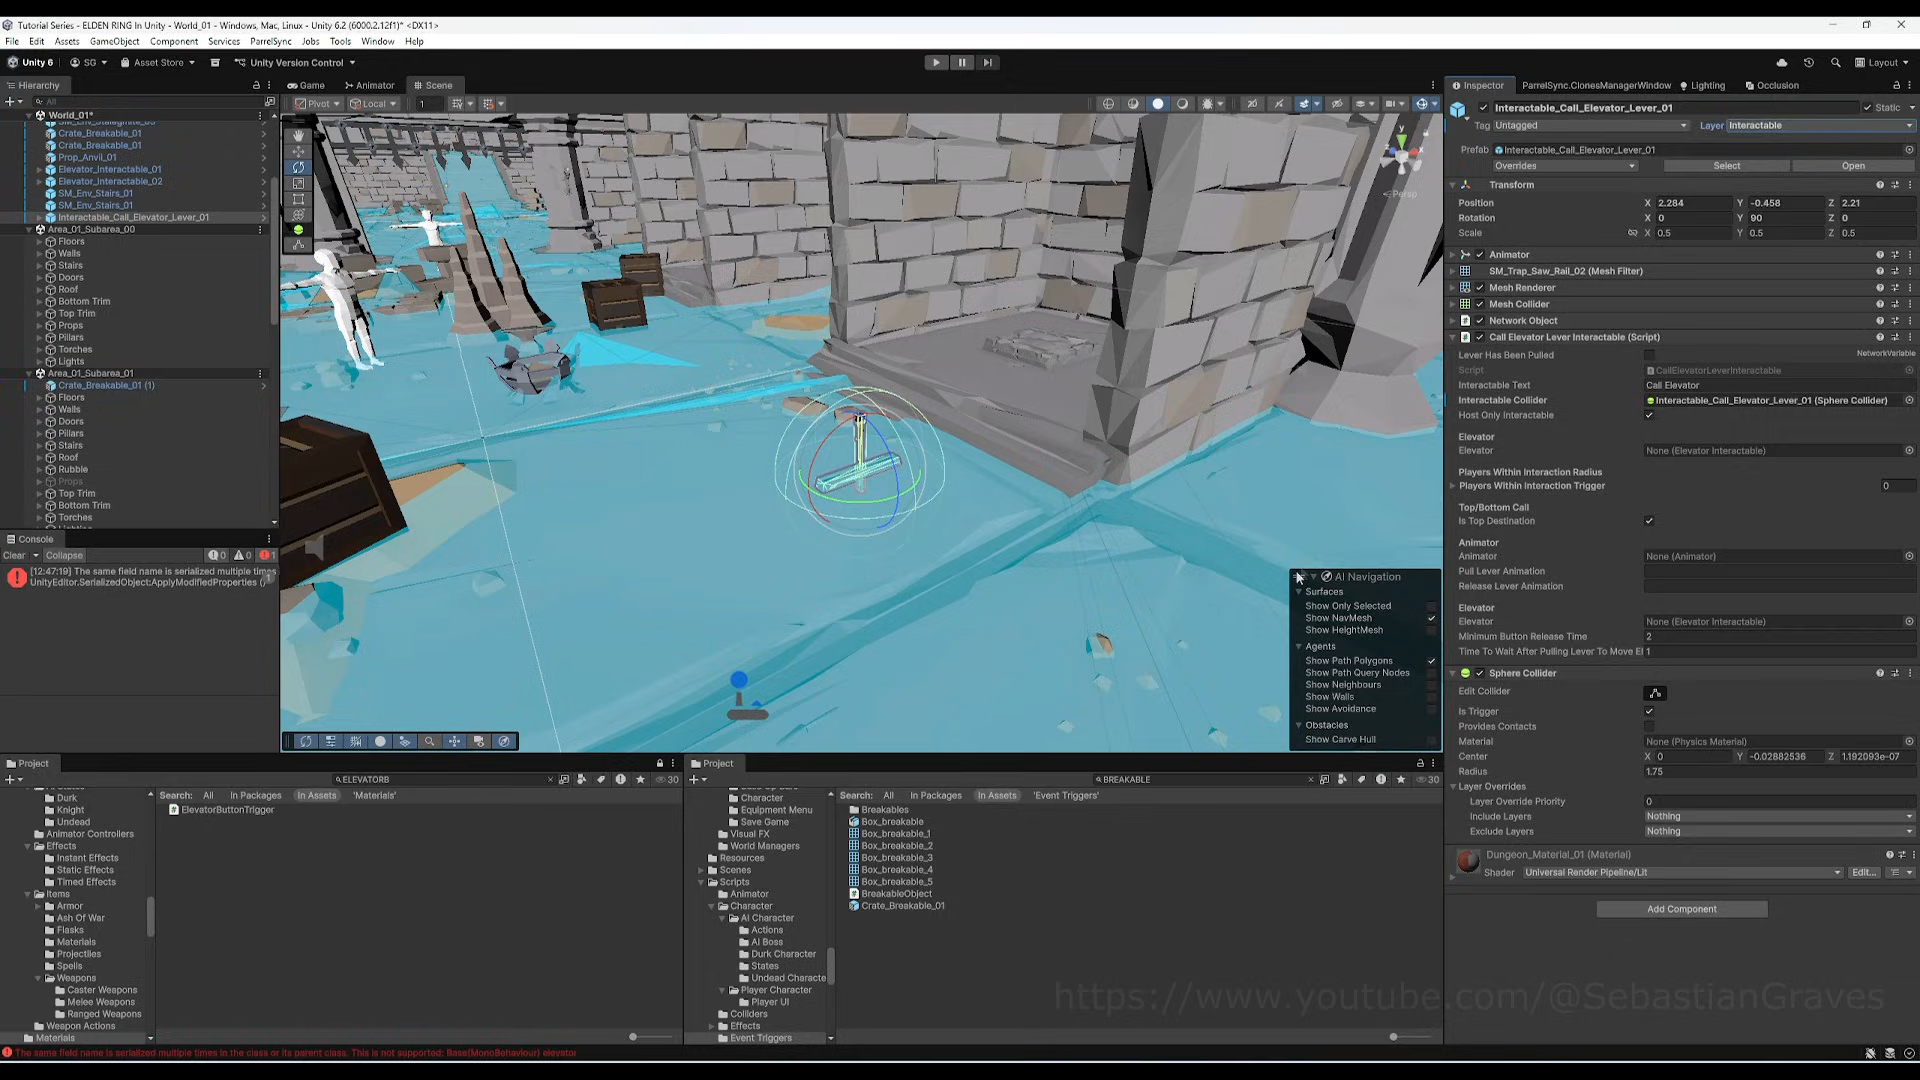 Tutorial Series - ELDEN RING In Unity - World_01 - Windows, Mac, Linux - Unity 6.2 (6000.2.12f1)* <DX11>
File Edit Assets GameObject Component Services ParrelSync Jobs Tools Window Help
Unity 6 SG Asset Store Unity Version Control Layout
Hierarchy
All
World_01*
Crate_Breakable_01
Crate_Breakable_01
Prop_Anvil_01
Elevator_Interactable_01
Elevator_Interactable_02
SM_Env_Stairs_01
SM_Env_Stairs_01
Interactable_Call_Elevator_Lever_01
Area_01_Subarea_00
Floors
Walls
Stairs
Doors
Roof
Bottom Trim
Top Trim
Props
Pillars
Torches
Lights
Area_01_Subarea_01
Crate_Breakable_01 (1)
Floors
Walls
Doors
Pillars
Stairs
Roof
Rubble
Props
Top Trim
Bottom Trim
Torches
Console
Clear Collapse 0 0 1
[12:47:19] The same field name is serialized multiple times
UnityEditor.SerializedObject:ApplyModifiedProperties ()
1
Game Animator Scene
Pivot Local 1
y
Persp
AI Navigation
Surfaces
Show Only Selected
Show NavMesh
Show HeightMesh
Agents
Show Path Polygons
Show Path Query Nodes
Show Neighbours
Show Walls
Show Avoidance
Obstacles
Show Carve Hull
Project
ELEVATORB 30
Durk
Knight
Undead
Animator Controllers
Effects
Instant Effects
Static Effects
Timed Effects
Items
Armor
Ash Of War
Flasks
Materials
Projectiles
Spells
Weapons
Caster Weapons
Melee Weapons
Ranged Weapons
Weapon Actions
Materials
Search: All In Packages In Assets 'Materials'
ElevatorButtonTrigger
Project
BREAKABLE 30
Character
Equipment Menu
Save Game
Visual FX
World Managers
Resources
Scenes
Scripts
Animator
Character
AI Character
Actions
AI Boss
Durk Character
States
Undead Characte
Player Character
Player UI
Colliders
Effects
Event Triggers
Search: All In Packages In Assets 'Event Triggers'
Breakables
Box_breakable
Box_breakable_1
Box_breakable_2
Box_breakable_3
Box_breakable_4
Box_breakable_5
BreakableObject
Crate_Breakable_01
Inspector ParrelSync.ClonesManagerWindow Lighting Occlusion
Interactable_Call_Elevator_Lever_01 Static
Tag Untagged Layer Interactable
Prefab Interactable_Call_Elevator_Lever_01
Overrides Select Open
Transform
Position X 2.284 Y -0.458 Z 2.21
Rotation X 0 Y 90 Z 0
Scale X 0.5 Y 0.5 Z 0.5
Animator
SM_Trap_Saw_Rail_02 (Mesh Filter)
Mesh Renderer
Mesh Collider
Network Object
Call Elevator Lever Interactable (Script)
Lever Has Been Pulled NetworkVariable
Script CallElevatorLeverInteractable
Interactable Text Call Elevator
Interactable Collider Interactable_Call_Elevator_Lever_01 (Sphere Collider)
Host Only Interactable
Elevator
Elevator None (Elevator Interactable)
Players Within Interaction Radius
Players Within Interaction Trigger 0
Top/Bottom Call
Is Top Destination
Animator
Animator None (Animator)
Pull Lever Animation
Release Lever Animation
Elevator
Elevator None (Elevator Interactable)
Minimum Button Release Time 2
Time To Wait After Pulling Lever To Move El 1
Sphere Collider
Edit Collider
Is Trigger
Provides Contacts
Material None (Physics Material)
Center X 0 Y -0.02882536 Z 1.192093e-07
Radius 1.75
Layer Overrides
Layer Override Priority 0
Include Layers Nothing
Exclude Layers Nothing
Dungeon_Material_01 (Material)
Shader Universal Render Pipeline/Lit Edit...
Add Component
https://www.youtube.com/@SebastianGraves
The same field name is serialized multiple times in the class or its parent class. This is not supported: Base(MonoBehaviour) elevator